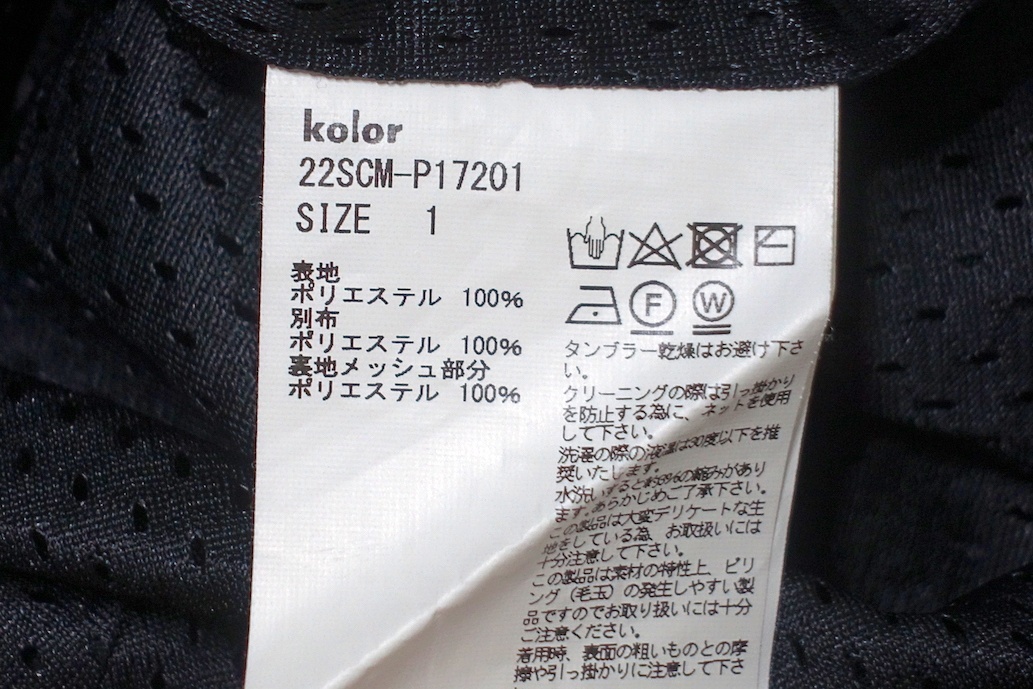 kolor
22SCM-P17201
SIZE 1
表地
ポリエステル 100%
別布
ポリエステル 100%
裏地メッシュ部分
ポリエステル 100%
F W
タンブラー乾燥はお避け下さ
い。
クリーニングの際は引っ掛かり
を防止する為に、ネットを使用
して下さい。
洗濯の際の液温は30度以下を推
奨いたします。
水洗いすると約の縮みがあり
ます。あらかじめご了承下さい。
この製品は大変デリケートな生
地をしている為 お取扱いには
十分注意して下さい。
この製品は素材の特性上、ピリ
ング（毛玉）の発生しやすい製
品ですのでお取り扱いには十分
ご注意ください。
着用時、表面の粗いものとの摩
擦や引っ掛かりに注意して下さ